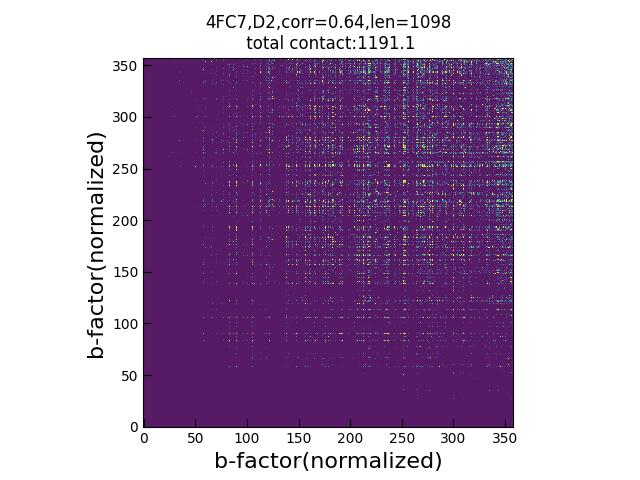 4FC7,D2,corr=0.64,len=1098
total contact:1191.1
350
300
250
200
150
100
50
0
b-factor(normalized)
0 50 100 150 200 250 300 350
b-factor(normalized)